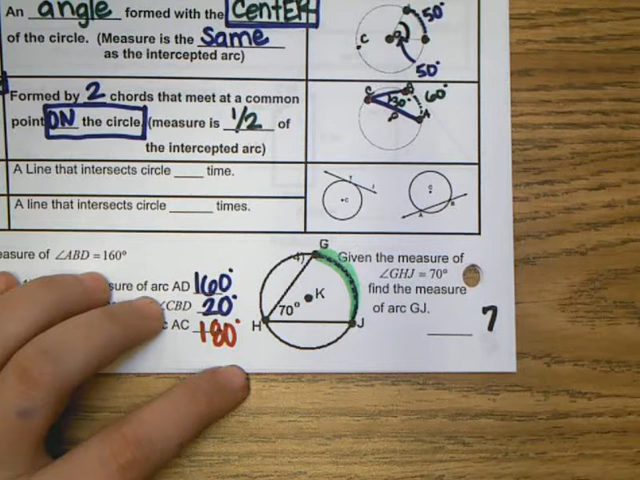 An angle formed with the CENTER
of the circle. (Measure is the same
as the intercepted arc)
C
50°
50°
Formed by 2 chords that meet at a common
point ON the circle. (measure is 1/2 of
the intercepted arc)
C
B
30°
60°
P
A
A Line that intersects circle ____ time.
A line that intersects circle ____ times.
easure of ∠ABD = 160°
sure of arc AD 160°
∠CBD 20°
AC 180°
4)
G
K
70°
H
J
Given the measure of
∠GHJ = 70°
find the measure
of arc GJ.
7